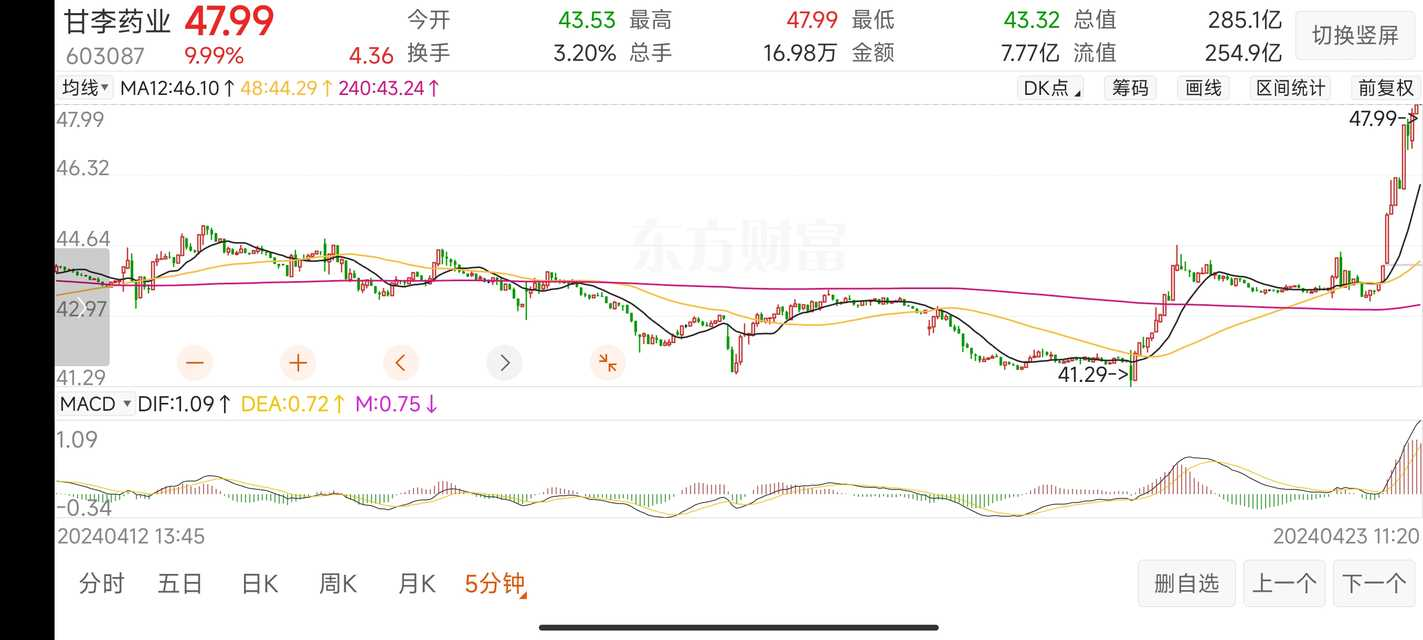 甘李药业 47.99 今开 43.53 最高 47.99 最低 43.32 总值 285.1亿 切换竖屏
603087 9.99% 4.36 换手 3.20% 总手 16.98万 金额 7.77亿 流值 254.9亿
均线 MA12:46.10↑ 48:44.29↑ 240:43.24↑ DK点 筹码 画线 区间统计 前复权
47.99
47.99->
46.32
东方财富
44.64
42.97
41.29->
41.29
MACD DIF:1.09↑ DEA:0.72↑ M:0.75↓
1.09
-0.34
20240412 13:45 20240423 11:20
分时 五日 日K 周K 月K 5分钟 删自选 上一个 下一个